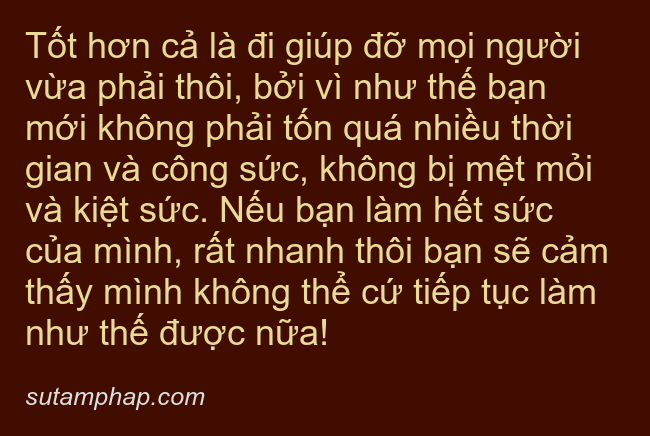 Tốt hơn cả là đi giúp đỡ mọi người
vừa phải thôi, bởi vì như thế bạn
mới không phải tốn quá nhiều thời
gian và công sức, không bị mệt mỏi
và kiệt sức. Nếu bạn làm hết sức
của mình, rất nhanh thôi bạn sẽ cảm
thấy mình không thể cứ tiếp tục làm
như thế được nữa!
sutamphap.com